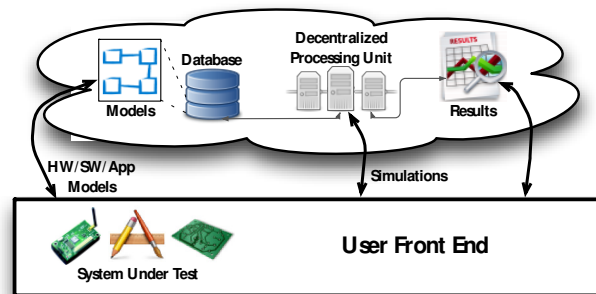 Decentralized
Processing Unit
Database
Models
RESULTS
Results
HW/SW/App
Models
Simulations
User Front End
System Under Test